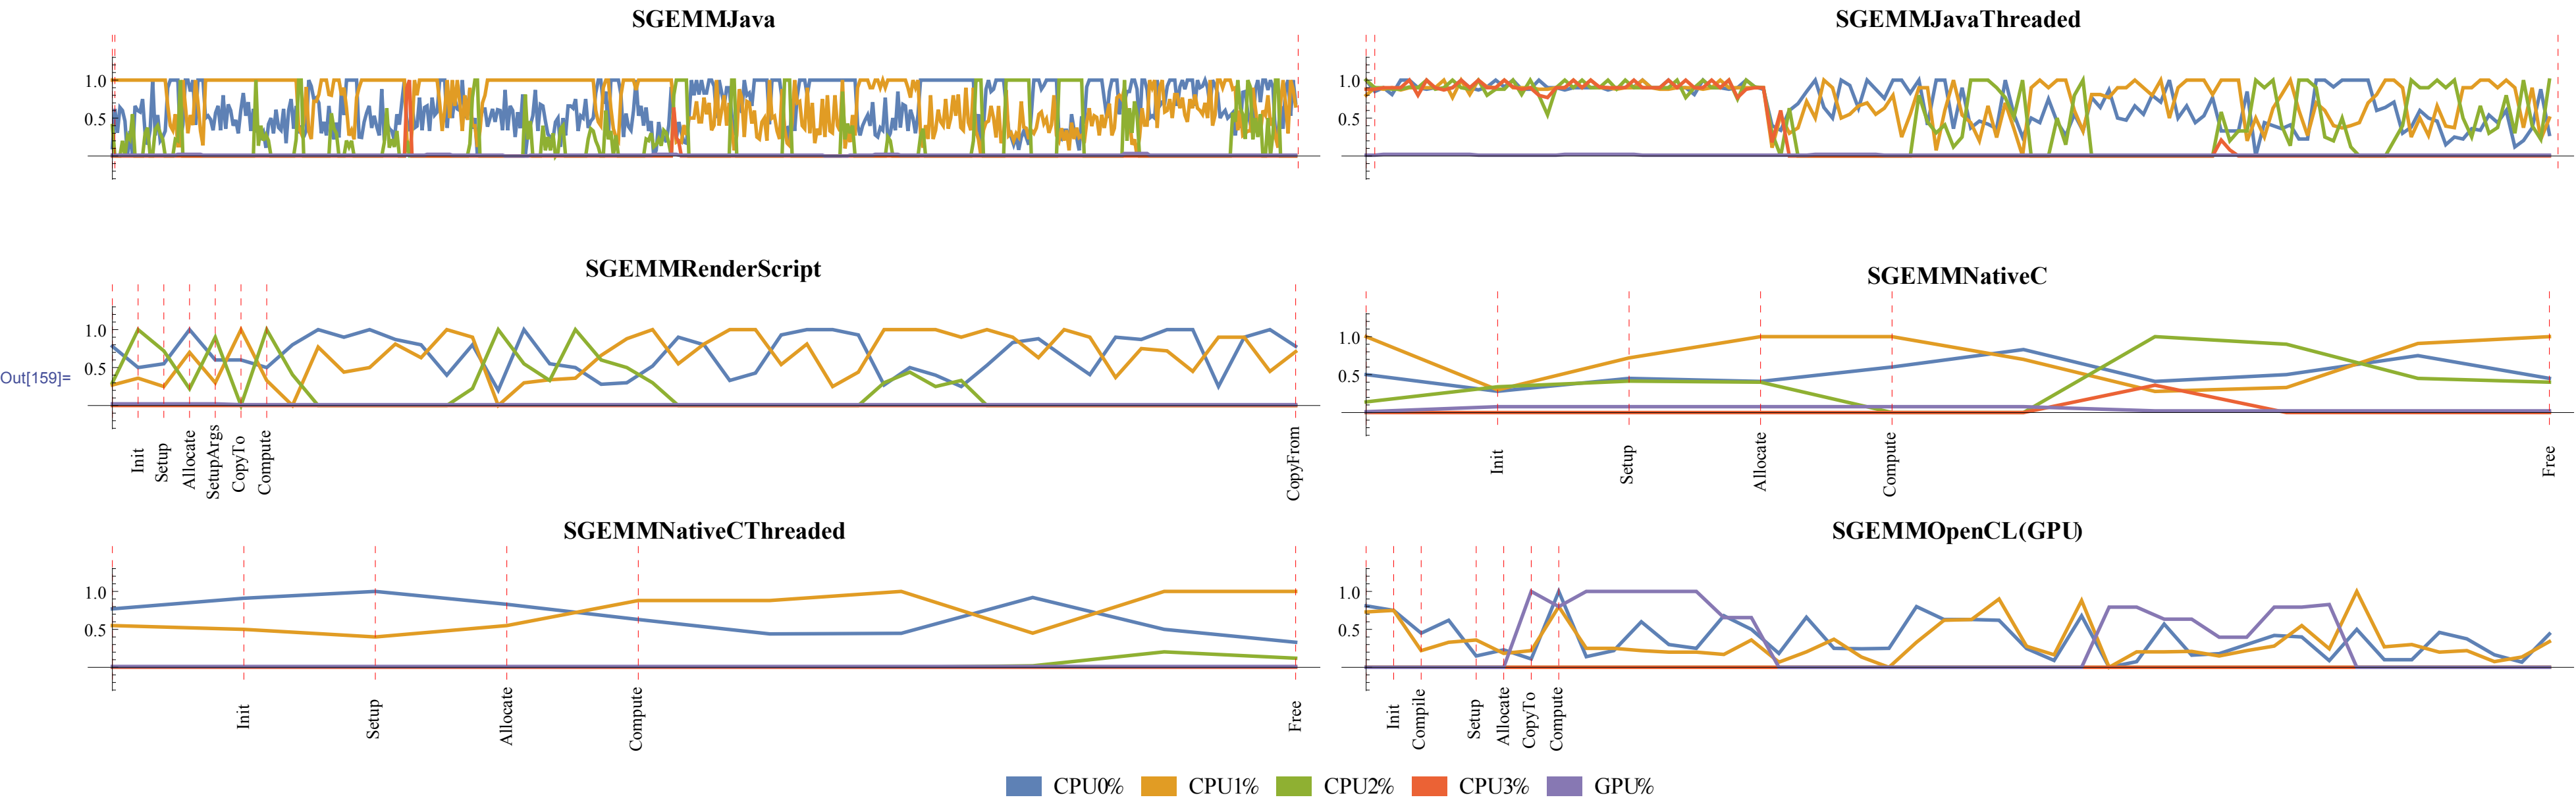 SGEMMJava
SGEMMJavaThreaded
1.0
0.5
1.0
0.5
SGEMMRenderScript
SGEMMNativeC
Out[159]=
1.0
0.5
Init
Setup
Allocate
SetupArgs
CopyTo
Compute
CopyFrom
1.0
0.5
Init
Setup
Allocate
Compute
Free
SGEMMNativeCThreaded
SGEMMOpenCL(GPU)
1.0
0.5
Init
Setup
Allocate
Compute
Free
1.0
0.5
Init
Compile
Setup
Allocate
CopyTo
Compute
CPU0% CPU1% CPU2% CPU3% GPU%